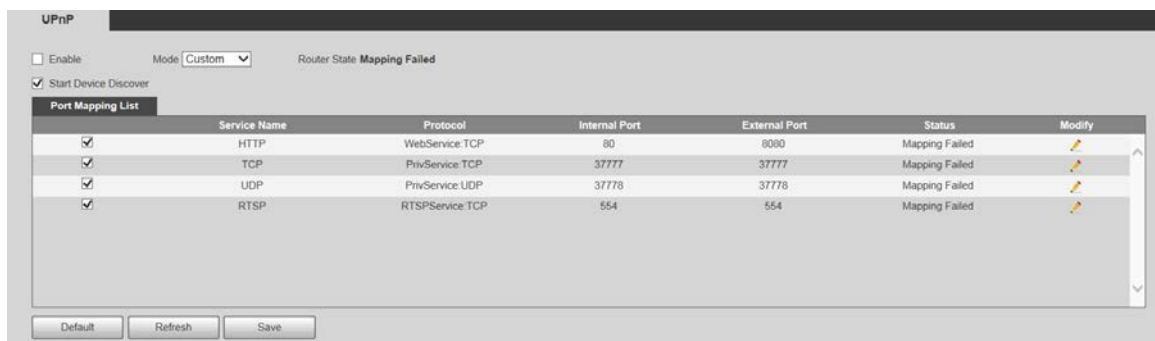 UPnP
Enable Mode Custom Router State Mapping Failed
Start Device Discover
Port Mapping List
Service Name Protocol Internal Port External Port Status Modify
HTTP WebService:TCP 80 8080 Mapping Failed
TCP PrivService:TCP 37777 37777 Mapping Failed
UDP PrivService:UDP 37778 37778 Mapping Failed
RTSP RTSPService:TCP 554 554 Mapping Failed
Default Refresh Save